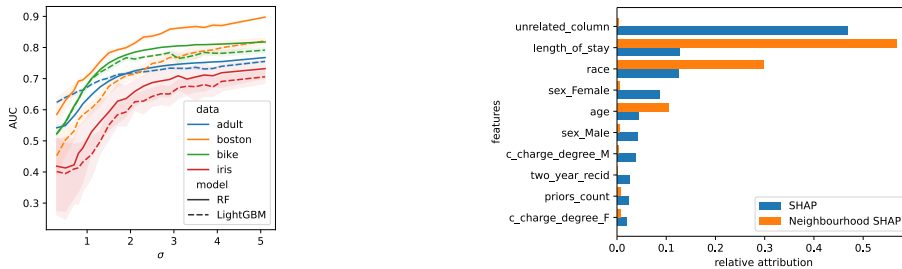 0.9
0.8
0.7
0.6
0.5
0.4
0.3
AUC
1
2
3
4
5
σ
data
adult
boston
bike
iris
model
RF
LightGBM
unrelated_column
length_of_stay
race
sex_Female
age
sex_Male
c_charge_degree_M
two_year_recid
priors_count
c_charge_degree_F
features
0.0
0.1
0.2
0.3
0.4
0.5
relative attribution
SHAP
Neighbourhood SHAP